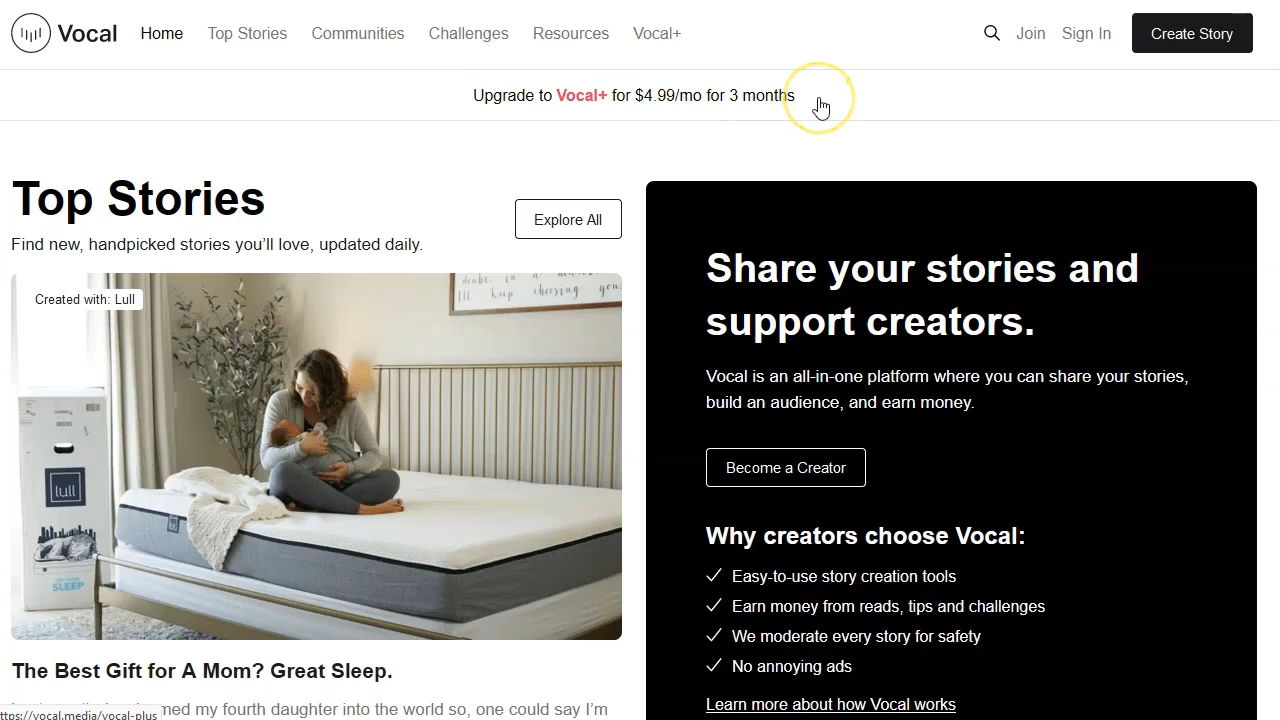 Vocal Home Top Stories Communities Challenges Resources Vocal+ Join Sign In Create Story
Upgrade to Vocal+ for $4.99/mo for 3 months
Top Stories
Explore All
Find new, handpicked stories you'll love, updated daily.
Created with: Lull
I'll keep choosing you
lull
SLEEP
The Best Gift for A Mom? Great Sleep.
med my fourth daughter into the world so, one could say I'm
ttps://vocal.media/vocal-plus
Share your stories and
support creators.
Vocal is an all-in-one platform where you can share your stories,
build an audience, and earn money.
Become a Creator
Why creators choose Vocal:
Easy-to-use story creation tools
Earn money from reads, tips and challenges
We moderate every story for safety
No annoying ads
Learn more about how Vocal works